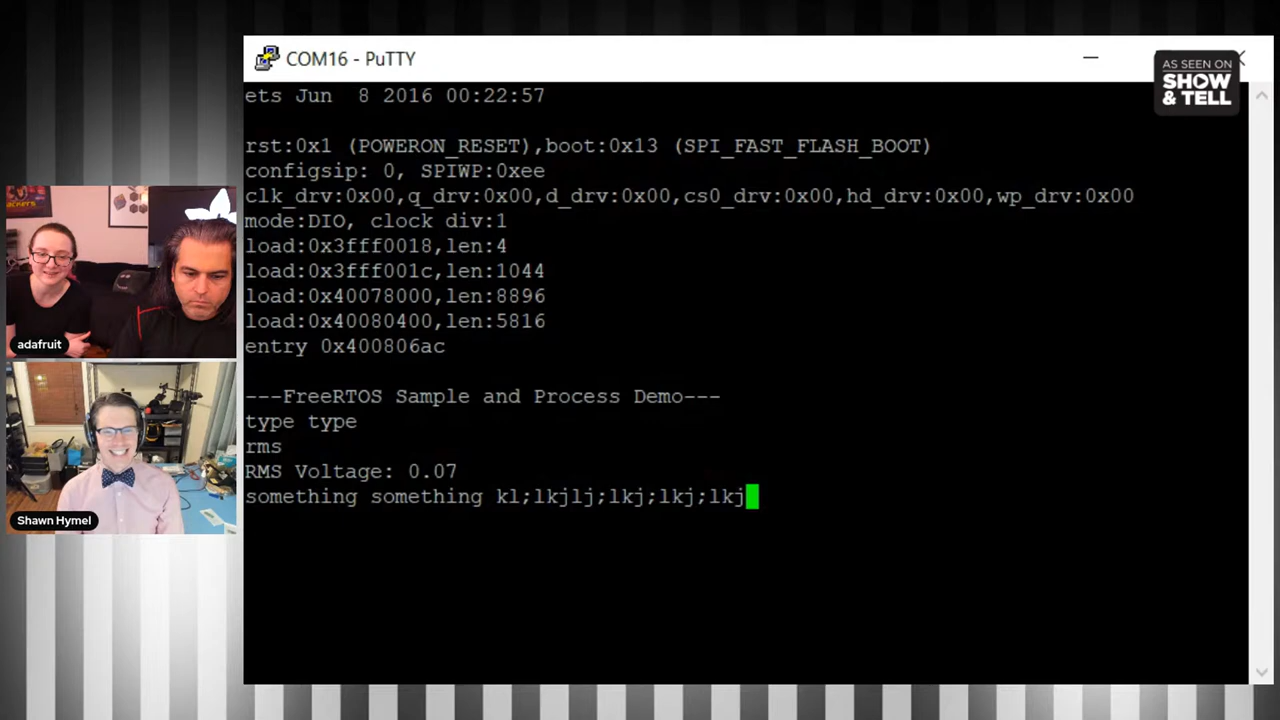 COM16 - PuTTY
AS SEEN ON
SHOW
& TELL
ets Jun  8 2016 00:22:57
rst:0x1 (POWERON_RESET),boot:0x13 (SPI_FAST_FLASH_BOOT)
configsip: 0, SPIWP:0xee
clk_drv:0x00,q_drv:0x00,d_drv:0x00,cs0_drv:0x00,hd_drv:0x00,wp_drv:0x00
mode:DIO, clock div:1
load:0x3fff0018,len:4
load:0x3fff001c,len:1044
load:0x40078000,len:8896
load:0x40080400,len:5816
entry 0x400806ac
---FreeRTOS Sample and Process Demo---
type type
rms
RMS Voltage: 0.07
something something kl;lkjlj;lkj;lkj;lkj
adafruit
Shawn Hymel